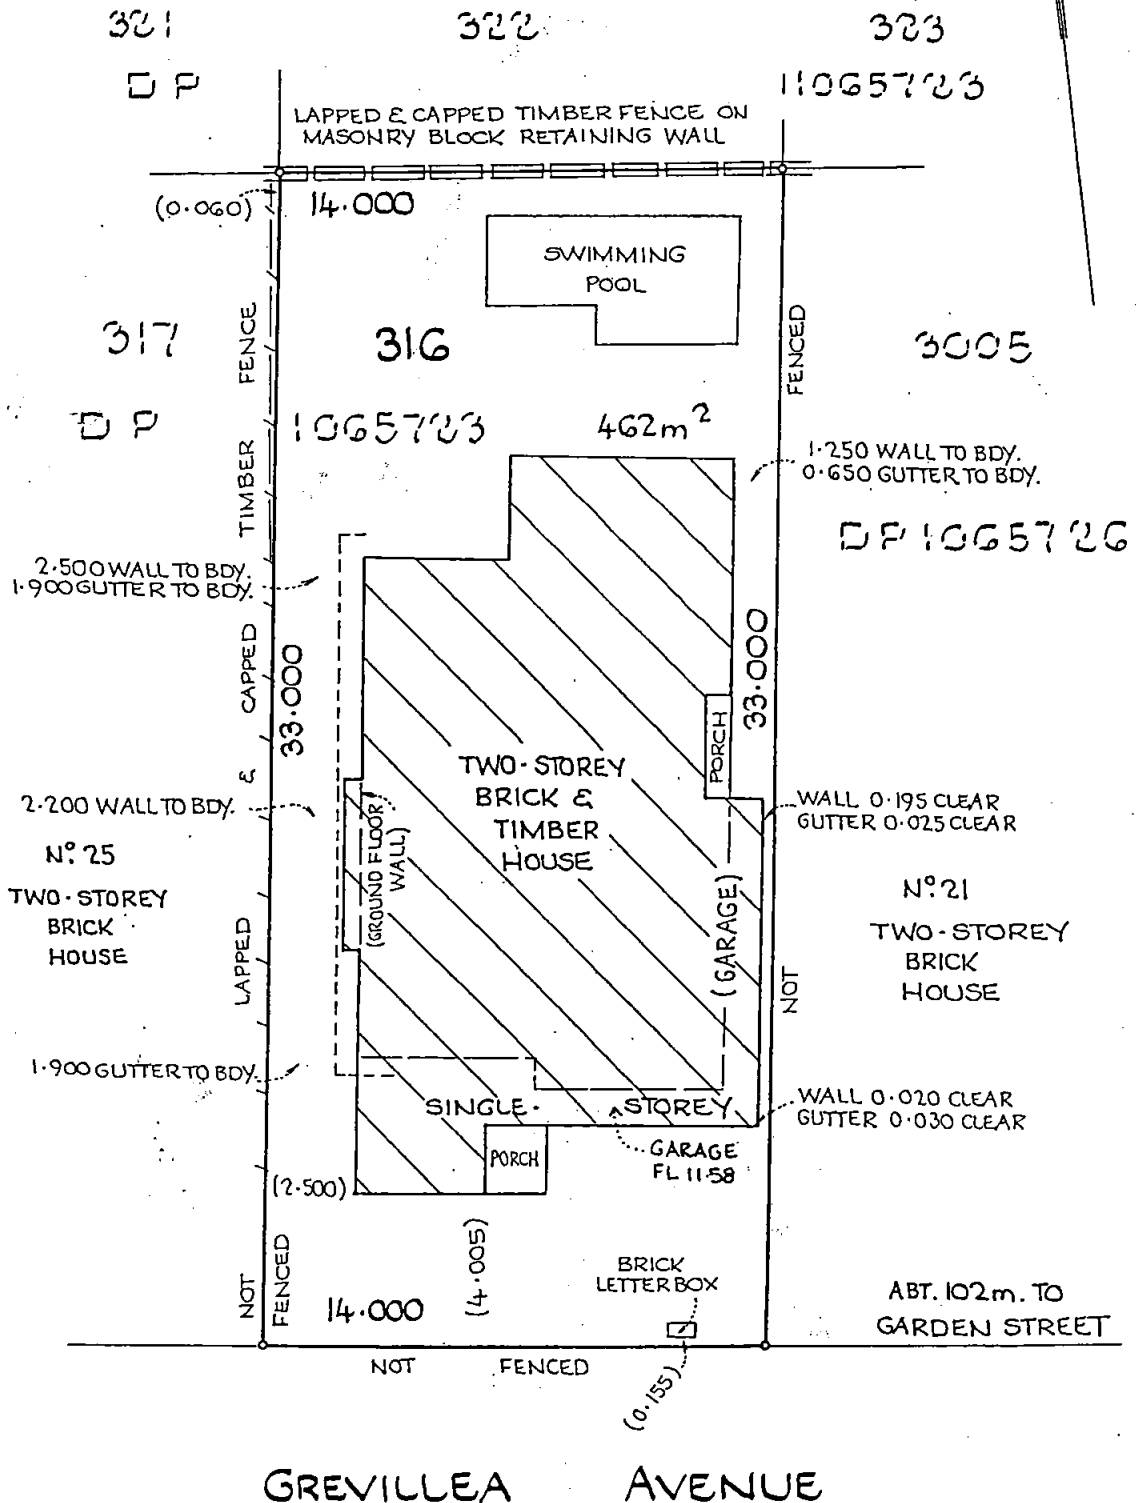 321
322
323
DP
11065723
LAPPED & CAPPED TIMBER FENCE ON
MASONRY BLOCK RETAINING WALL
(0.060)
14.000
SWIMMING
POOL
317
316
3005
FENCED
DP
1065723
462m²
1.250 WALL TO BDY.
0.650 GUTTER TO BDY.
DP 1065726
2.500 WALL TO BDY.
1.900 GUTTER TO BDY.
LAPPED & CAPPED TIMBER FENCE
33.000
33.000
PORCH
TWO-STOREY
BRICK &
TIMBER
HOUSE
2.200 WALL TO BDY.
(GROUND FLOOR
WALL)
WALL 0.195 CLEAR
GUTTER 0.025 CLEAR
Nº 25
TWO-STOREY
BRICK
HOUSE
(GARAGE)
Nº 21
TWO-STOREY
BRICK
HOUSE
NOT
1.900 GUTTER TO BDY.
SINGLE-STOREY
WALL 0.020 CLEAR
GUTTER 0.030 CLEAR
PORCH
GARAGE
FL 11.58
(2.500)
(4.005)
NOT
FENCED
14.000
BRICK
LETTERBOX
ABT. 102m. TO
GARDEN STREET
NOT FENCED
(0.155)
GREVILLEA AVENUE